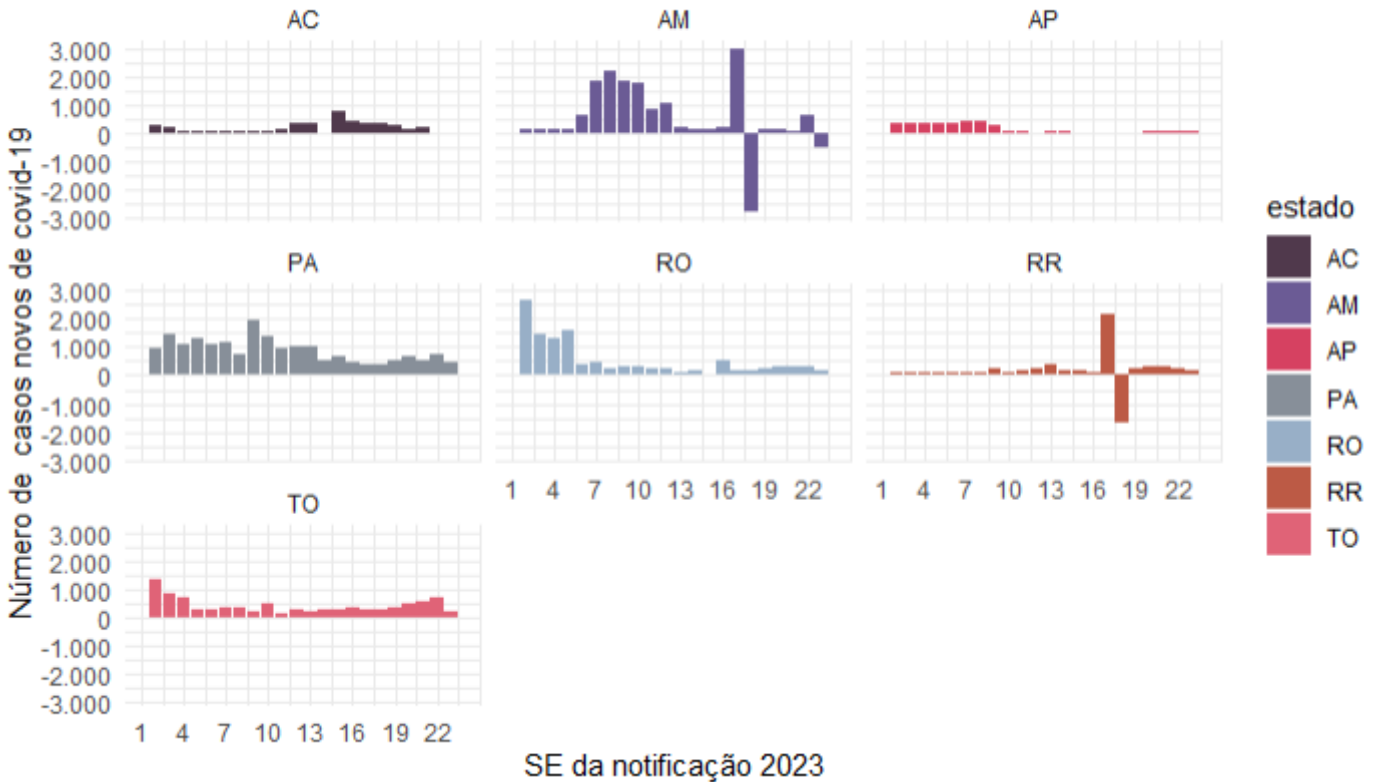 AC AM AP
3.000
2.000
1.000
0
-1.000
-2.000
-3.000
PA RO RR
3.000
2.000
1.000
0
-1.000
-2.000
-3.000
1 4 7 10 13 16 19 22 1 4 7 10 13 16 19 22
TO
3.000
2.000
1.000
0
-1.000
-2.000
-3.000
1 4 7 10 13 16 19 22
Número de casos novos de covid-19
SE da notificação 2023
estado
AC
AM
AP
PA
RO
RR
TO